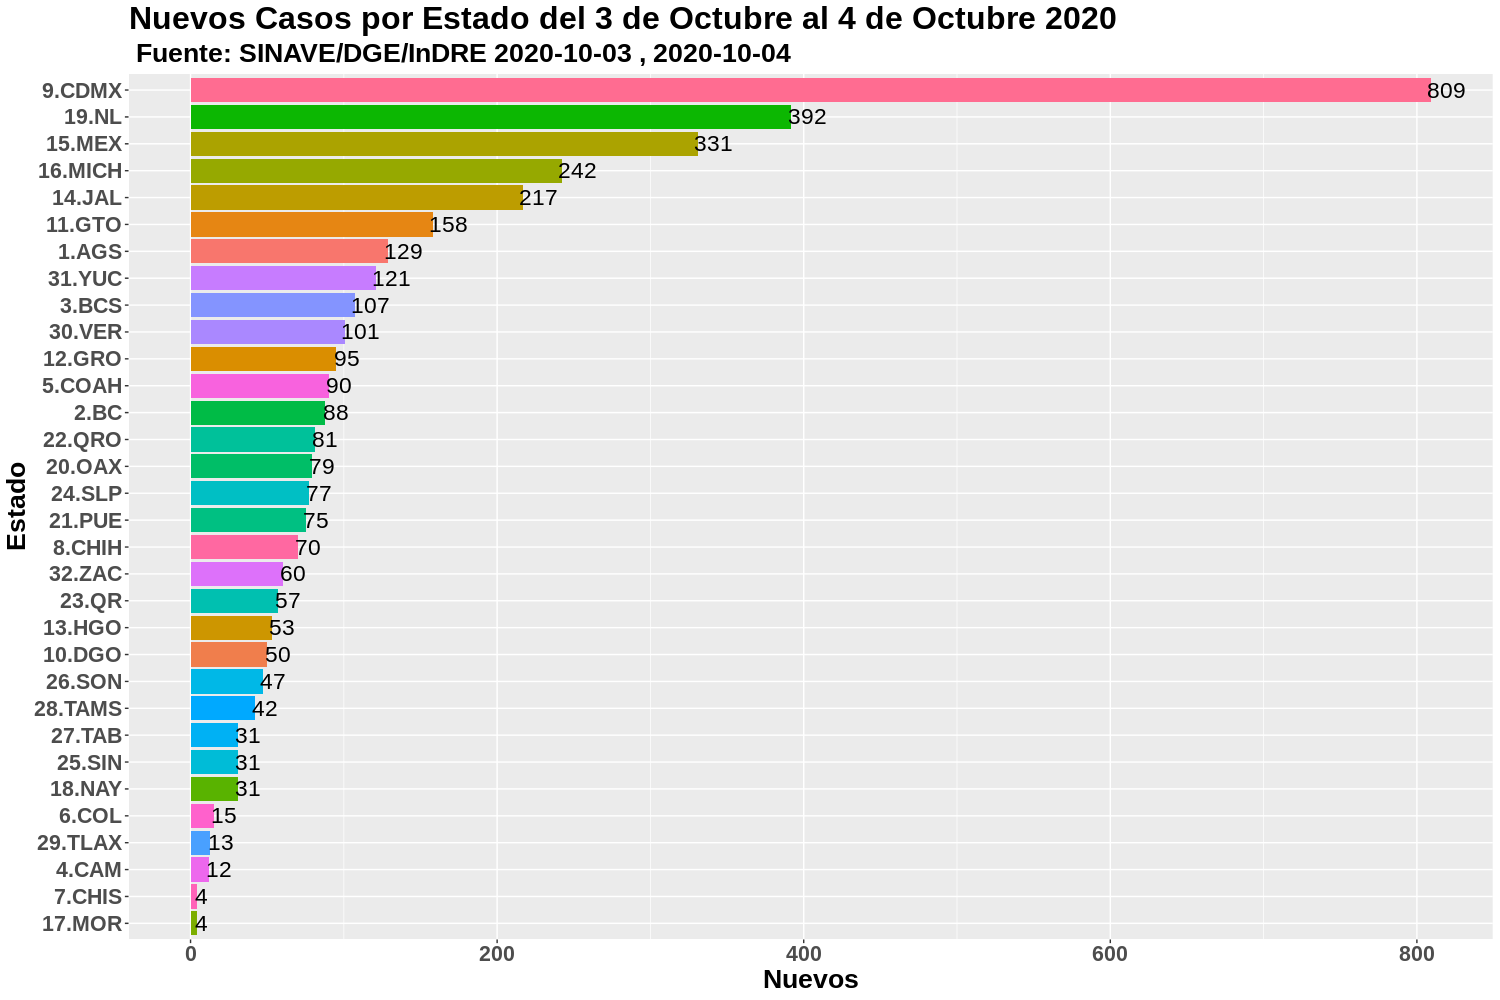 Nuevos Casos por Estado del 3 de Octubre al 4 de Octubre 2020
Fuente: SINAVE/DGE/InDRE 2020-10-03 , 2020-10-04
Estado
9.CDMX 809
19.NL 392
15.MEX 331
16.MICH 242
14.JAL 217
11.GTO 158
1.AGS 129
31.YUC 121
3.BCS 107
30.VER 101
12.GRO 95
5.COAH 90
2.BC 88
22.QRO 81
20.OAX 79
24.SLP 77
21.PUE 75
8.CHIH 70
32.ZAC 60
23.QR 57
13.HGO 53
10.DGO 50
26.SON 47
28.TAMS 42
27.TAB 31
25.SIN 31
18.NAY 31
6.COL 15
29.TLAX 13
4.CAM 12
7.CHIS 4
17.MOR 4
0 200 400 600 800
Nuevos